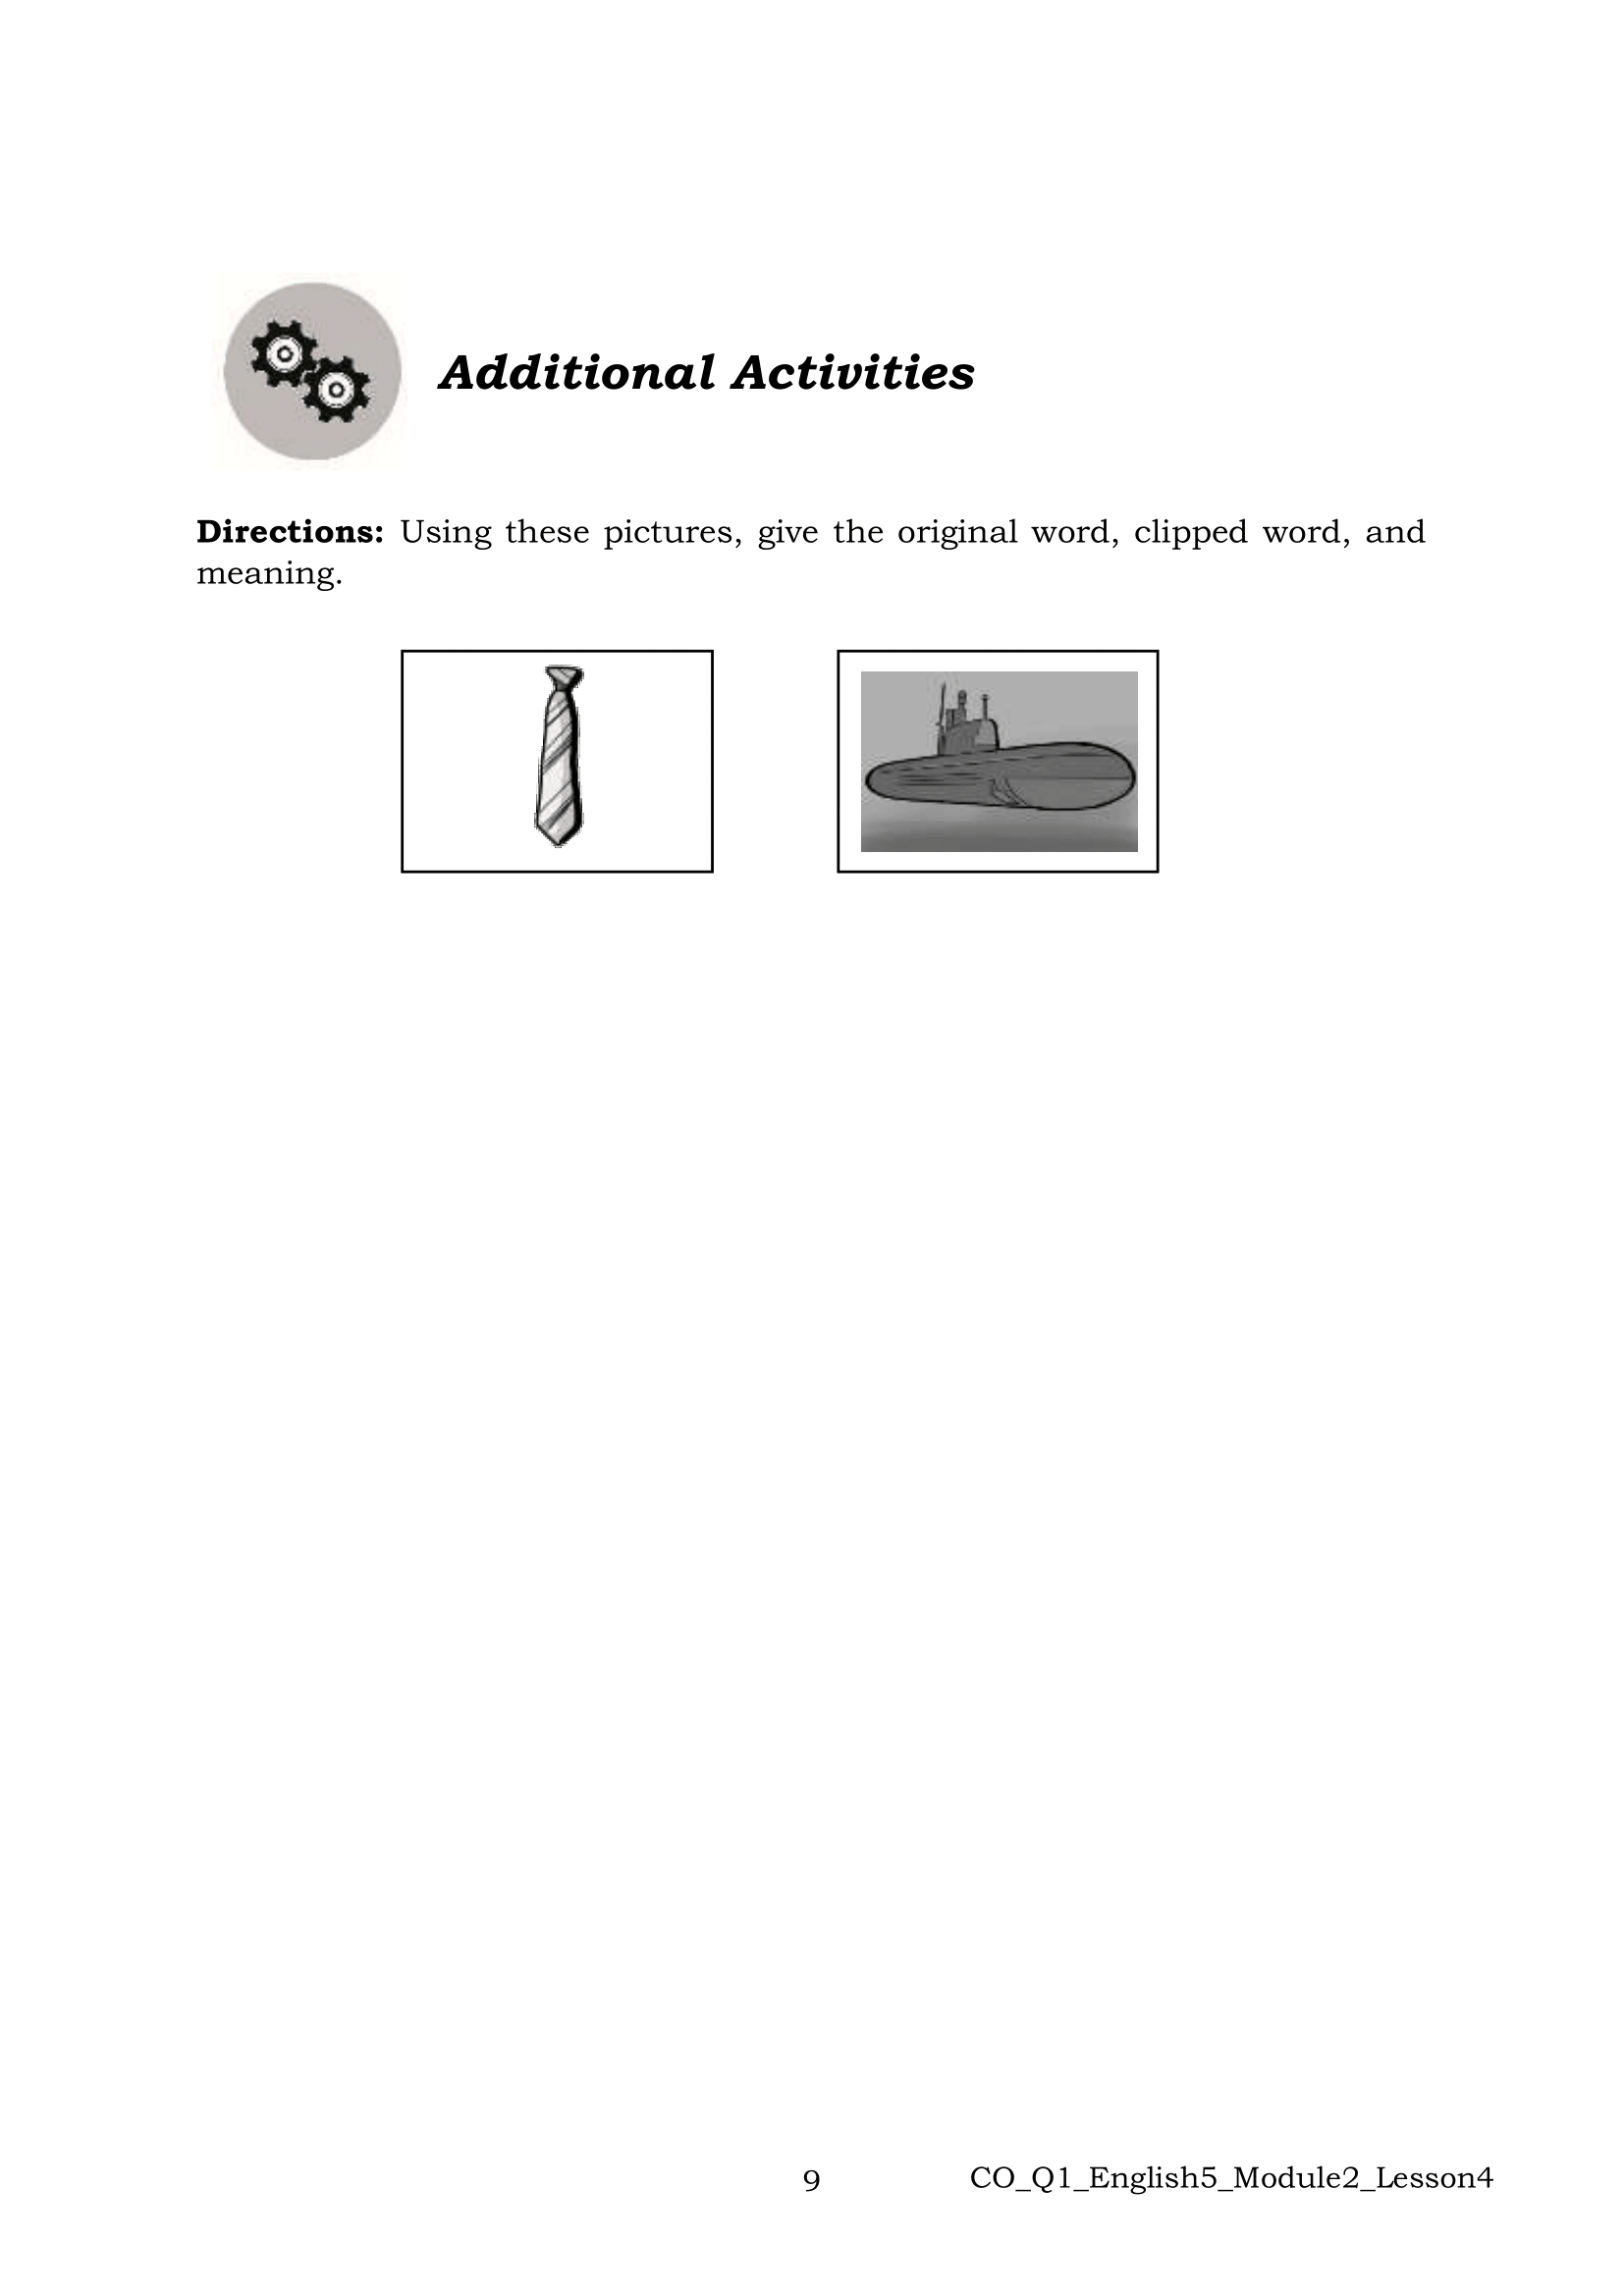 Additional Activities
Directions: Using these pictures, give the original word, clipped word, and
meaning.
9
CO_Q1_English5_Module2_Lesson4